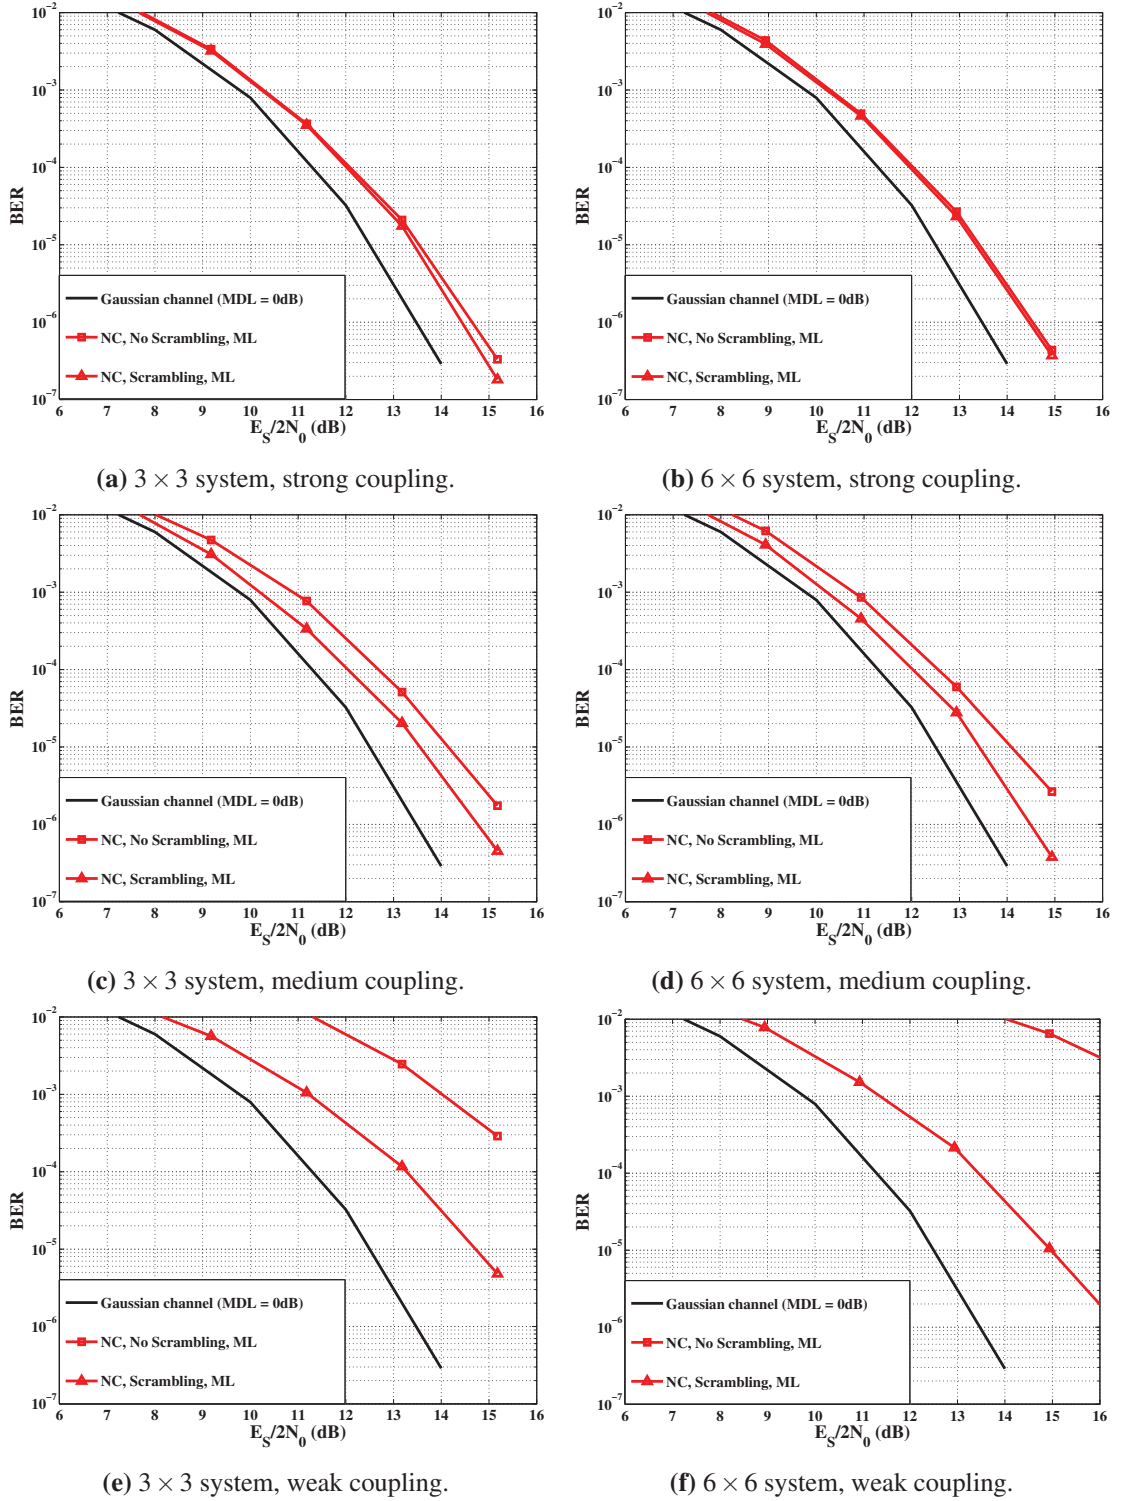 10^-2
10^-3
10^-4
10^-5
10^-6
10^-7
BER
Gaussian channel (MDL = 0dB)
NC, No Scrambling, ML
NC, Scrambling, ML
6 7 8 9 10 11 12 13 14 15 16
E_S/2N_0 (dB)
(a) 3 × 3 system, strong coupling.
10^-2
10^-3
10^-4
10^-5
10^-6
10^-7
BER
Gaussian channel (MDL = 0dB)
NC, No Scrambling, ML
NC, Scrambling, ML
6 7 8 9 10 11 12 13 14 15 16
E_S/2N_0 (dB)
(b) 6 × 6 system, strong coupling.
10^-2
10^-3
10^-4
10^-5
10^-6
10^-7
BER
Gaussian channel (MDL = 0dB)
NC, No Scrambling, ML
NC, Scrambling, ML
6 7 8 9 10 11 12 13 14 15 16
E_S/2N_0 (dB)
(c) 3 × 3 system, medium coupling.
10^-2
10^-3
10^-4
10^-5
10^-6
10^-7
BER
Gaussian channel (MDL = 0dB)
NC, No Scrambling, ML
NC, Scrambling, ML
6 7 8 9 10 11 12 13 14 15 16
E_S/2N_0 (dB)
(d) 6 × 6 system, medium coupling.
10^-2
10^-3
10^-4
10^-5
10^-6
10^-7
BER
Gaussian channel (MDL = 0dB)
NC, No Scrambling, ML
NC, Scrambling, ML
6 7 8 9 10 11 12 13 14 15 16
E_S/2N_0 (dB)
(e) 3 × 3 system, weak coupling.
10^-2
10^-3
10^-4
10^-5
10^-6
10^-7
BER
Gaussian channel (MDL = 0dB)
NC, No Scrambling, ML
NC, Scrambling, ML
6 7 8 9 10 11 12 13 14 15 16
E_S/2N_0 (dB)
(f) 6 × 6 system, weak coupling.